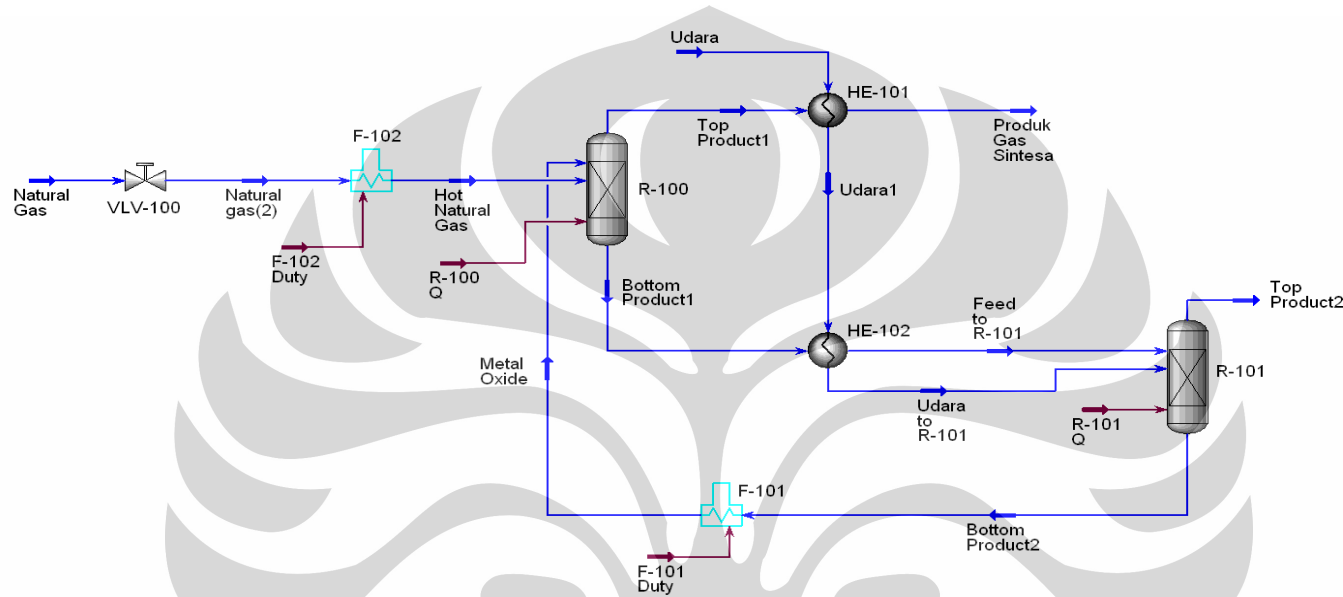 Udara
HE-101
Top
Product1
Produk
Gas
Sintesa
F-102
R-100
Natural
Gas
VLV-100
Natural
gas(2)
Hot
Natural
Gas
Udara1
F-102
Duty
R-100
Q
Bottom
Product1
Top
Product2
HE-102
Feed
to
R-101
Metal
Oxide
R-101
Udara
to
R-101
R-101
Q
F-101
Bottom
Product2
F-101
Duty